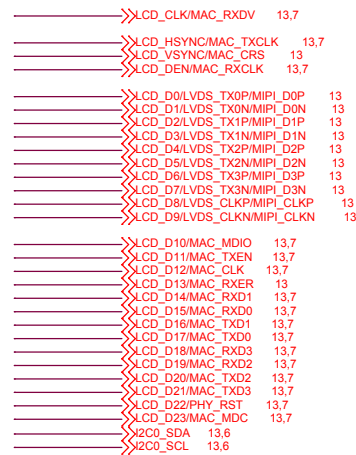 LCD_CLK/MAC_RXDV 13,7
LCD_HSYNC/MAC_TXCLK 13,7
LCD_VSYNC/MAC_CRS 13
LCD_DEN/MAC_RXCLK 13,7
LCD_D0/LVDS_TX0P/MIPI_D0P 13
LCD_D1/LVDS_TX0N/MIPI_D0N 13
LCD_D2/LVDS_TX1P/MIPI_D1P 13
LCD_D3/LVDS_TX1N/MIPI_D1N 13
LCD_D4/LVDS_TX2P/MIPI_D2P 13
LCD_D5/LVDS_TX2N/MIPI_D2N 13
LCD_D6/LVDS_TX3P/MIPI_D3P 13
LCD_D7/LVDS_TX3N/MIPI_D3N 13
LCD_D8/LVDS_CLKP/MIPI_CLKP 13
LCD_D9/LVDS_CLKN/MIPI_CLKN 13
LCD_D10/MAC_MDIO 13,7
LCD_D11/MAC_TXEN 13,7
LCD_D12/MAC_CLK 13,7
LCD_D13/MAC_RXER 13
LCD_D14/MAC_RXD1 13,7
LCD_D15/MAC_RXD0 13,7
LCD_D16/MAC_TXD1 13,7
LCD_D17/MAC_TXD0 13,7
LCD_D18/MAC_RXD3 13,7
LCD_D19/MAC_RXD2 13,7
LCD_D20/MAC_TXD2 13,7
LCD_D21/MAC_TXD3 13,7
LCD_D22/PHY_RST 13,7
LCD_D23/MAC_MDC 13,7
I2C0_SDA 13,6
I2C0_SCL 13,6